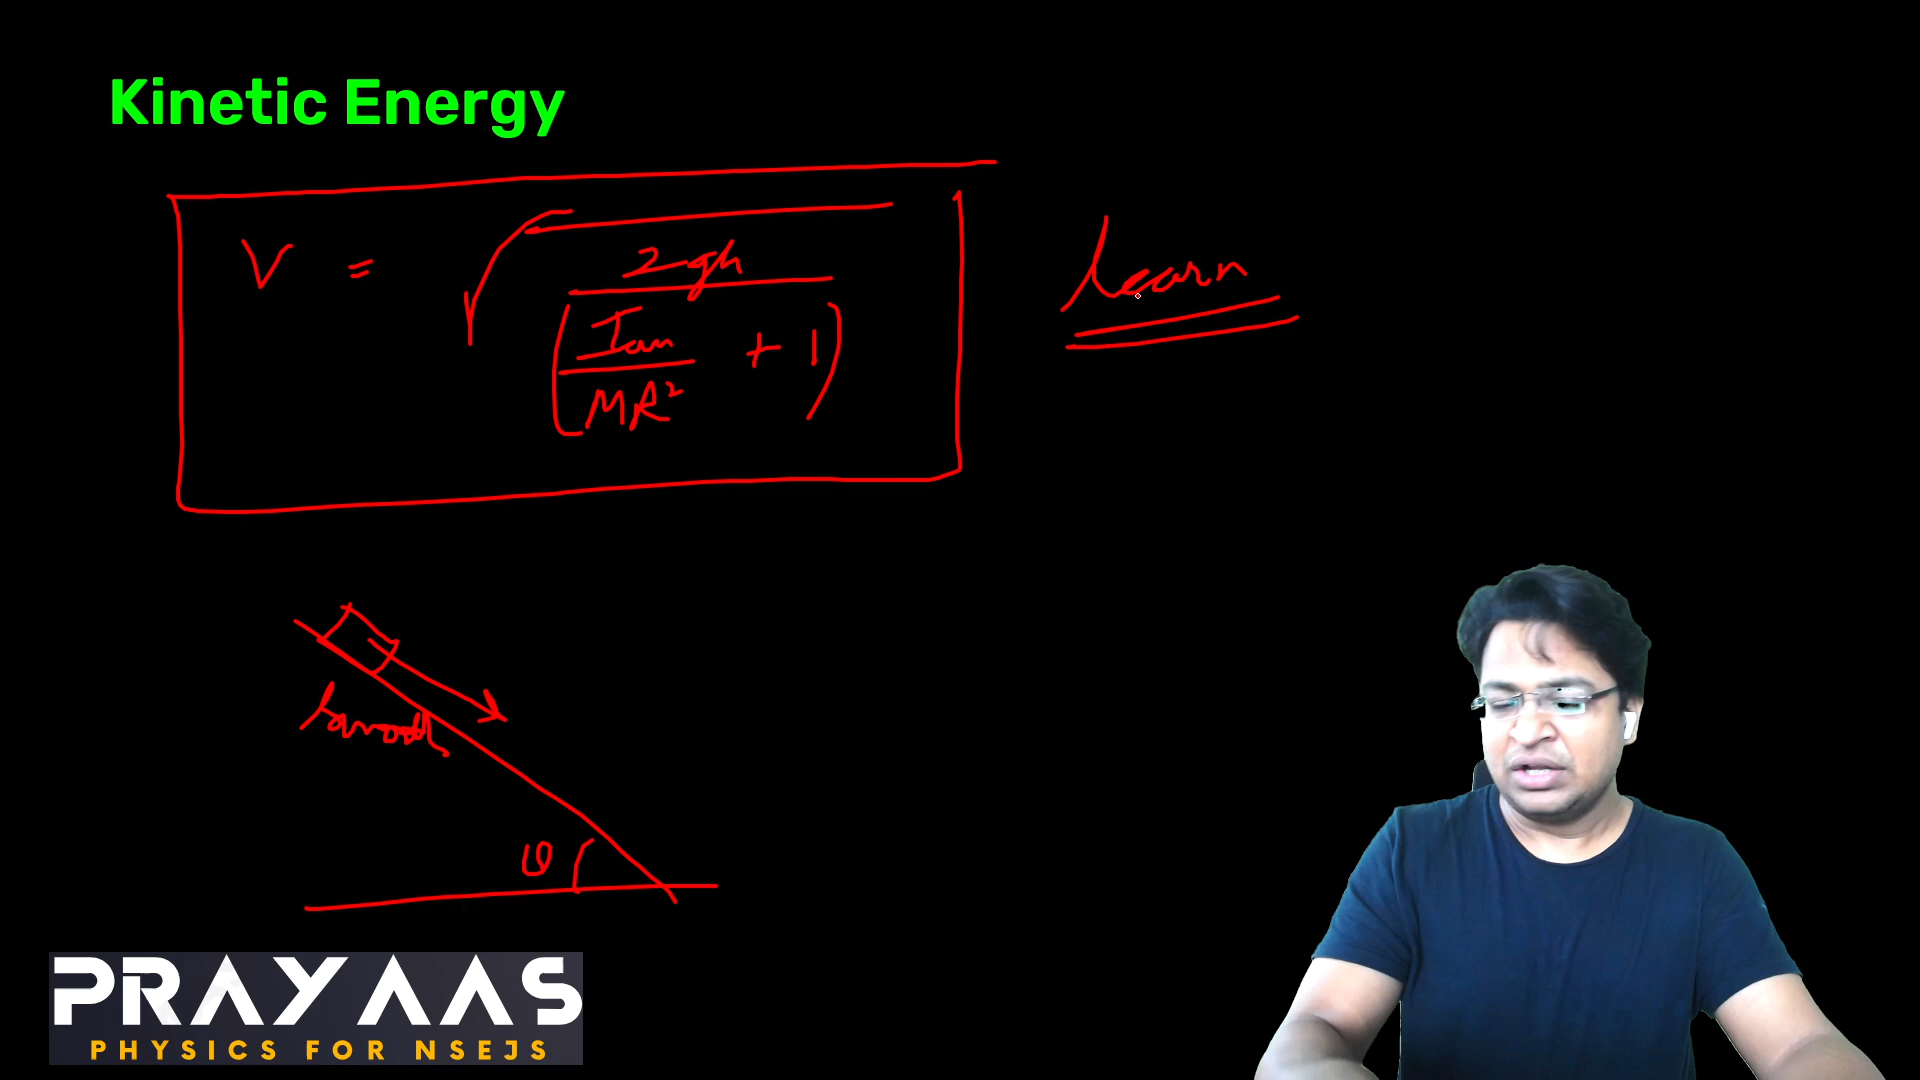 Kinetic Energy
V = √(2gh / (Icm / MR² + 1))
learn
smooth
θ
PRAYAAS
PHYSICS FOR NSEJS